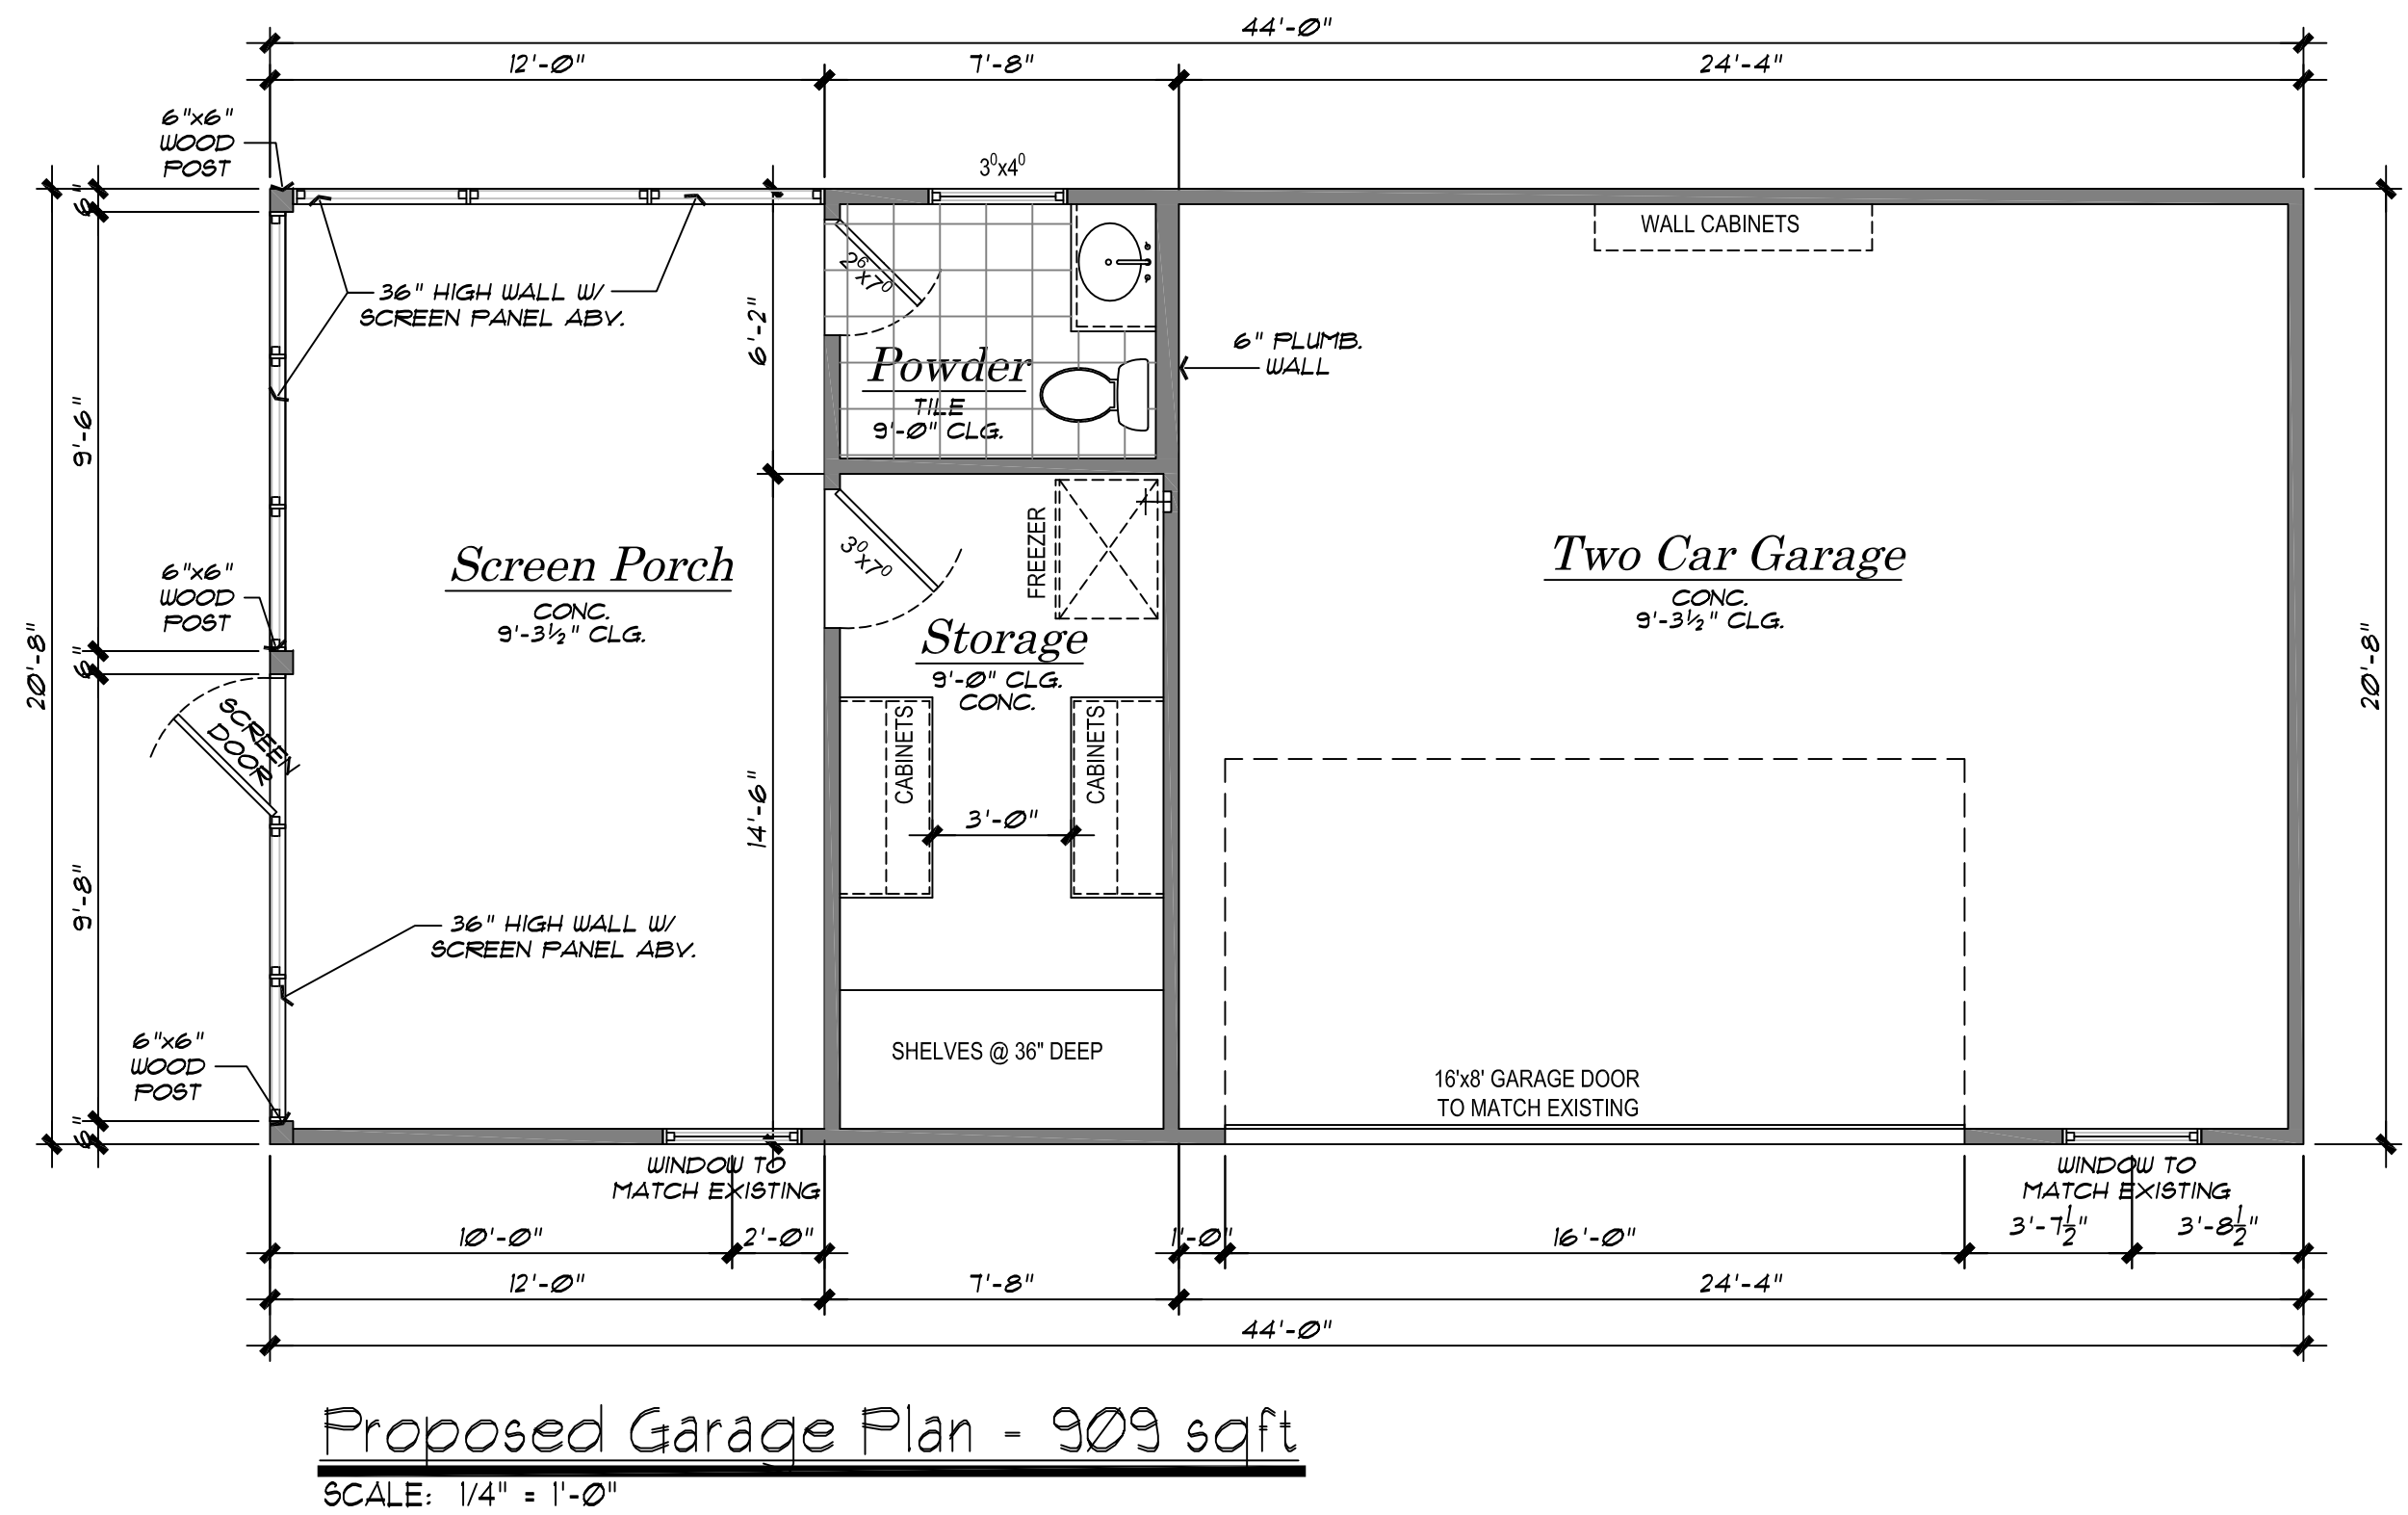 44'-0"
12'-0"
7'-8"
24'-4"
6"x6"
WOOD
POST
3⁰x4⁰
6"
WALL CABINETS
2⁶x7⁰
36" HIGH WALL W/
SCREEN PANEL ABV.
6'-2"
6" PLUMB.
WALL
Powder
TILE
9'-0" CLG.
9'-6"
FREEZER
3⁰x7⁰
Screen Porch
CONC.
9'-3½" CLG.
Two Car Garage
CONC.
9'-3½" CLG.
6"x6"
WOOD
POST
Storage
9'-0" CLG.
CONC.
6"
20'-8"
20'-8"
SCREEN
DOOR
CABINETS
CABINETS
14'-6"
3'-0"
9'-8"
36" HIGH WALL W/
SCREEN PANEL ABV.
6"x6"
WOOD
POST
SHELVES @ 36" DEEP
16'x8' GARAGE DOOR
TO MATCH EXISTING
6"
WINDOW TO
MATCH EXISTING
WINDOW TO
MATCH EXISTING
10'-0"
2'-0"
1'-0"
16'-0"
3'-7½"
3'-8½"
12'-0"
7'-8"
24'-4"
44'-0"
Proposed Garage Plan - 909 sqft
SCALE: 1/4" = 1'-0"